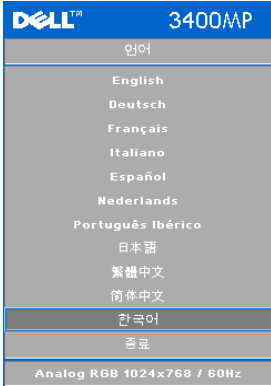 DELL™ 3400MP
언어
English
Deutsch
Français
Italiano
Español
Nederlands
Português Ibérico
日本語
繁體中文
简体中文
한국어
종료
Analog RGB 1024x768 / 60Hz